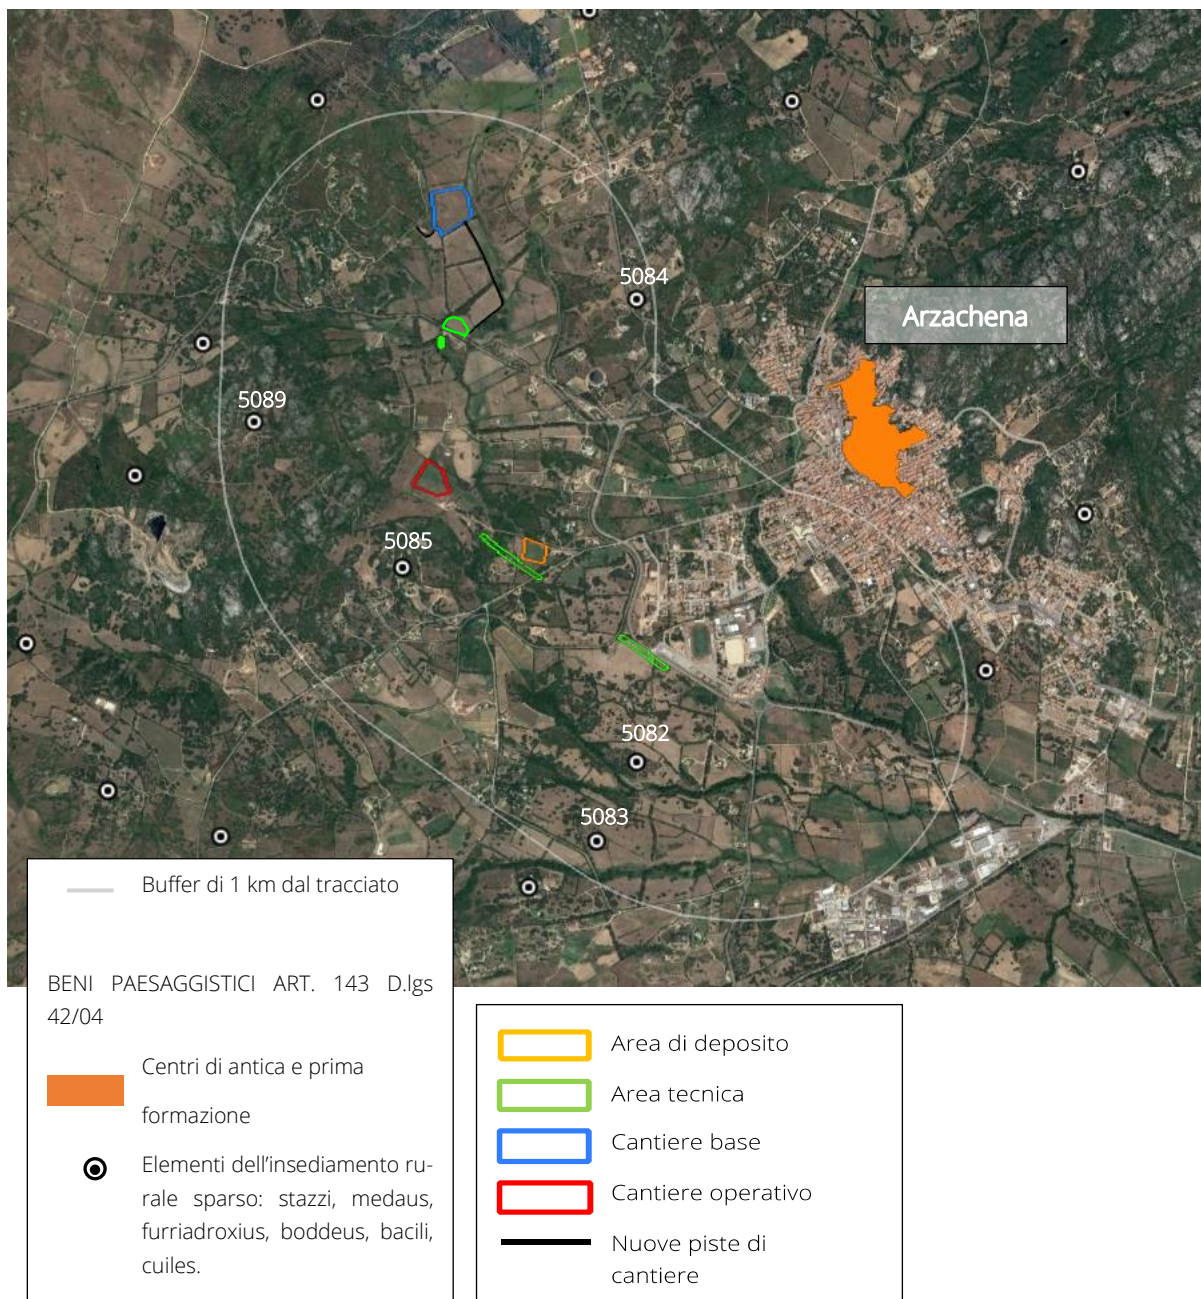 5084
Arzachena
5089
5085
5082
5083
Buffer di 1 km dal tracciato
BENI PAESAGGISTICI ART. 143 D.lgs
42/04
Centri di antica e prima
formazione
Elementi dell'insediamento ru-
rale sparso: stazzi, medaus,
furriadroxius, boddeus, bacili,
cuiles.
Area di deposito
Area tecnica
Cantiere base
Cantiere operativo
Nuove piste di
cantiere